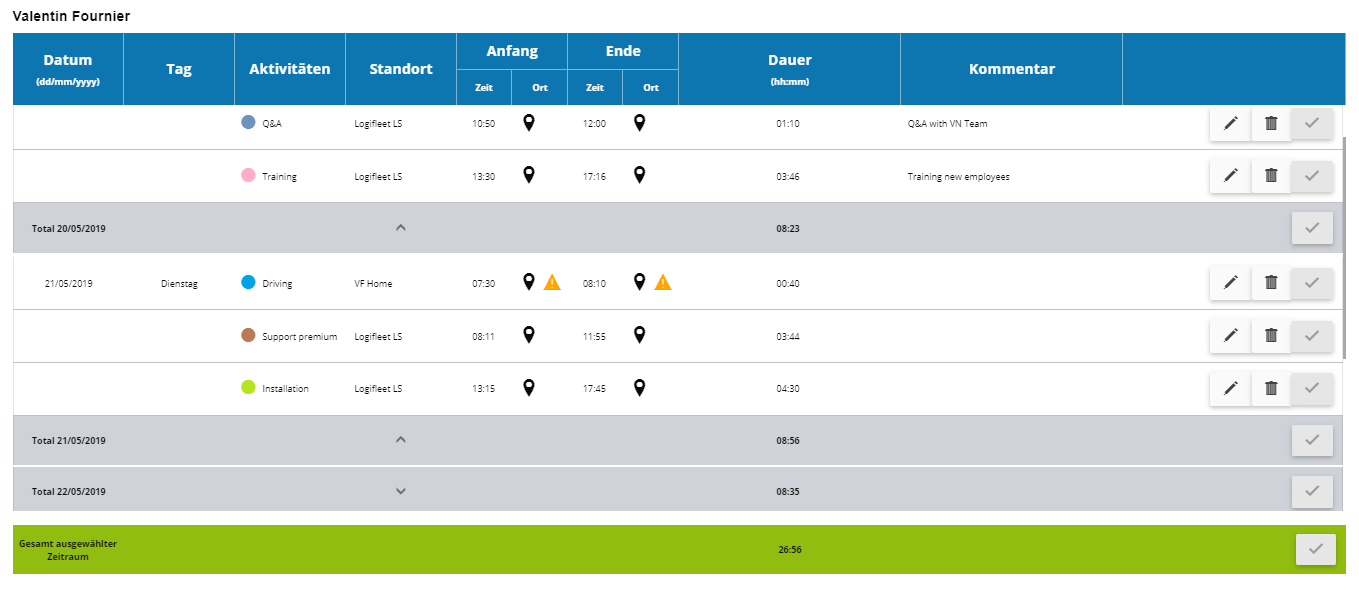 Valentin Fournier
Datum
(dd/mm/yyyy)
Tag
Aktivitäten
Standort
Anfang
Ende
Zeit
Ort
Zeit
Ort
Dauer
(hh:mm)
Kommentar
Q&A Logifleet LS 10:50 12:00 01:10 Q&A with VN Team
Training Logifleet LS 13:30 17:16 03:46 Training new employees
Total 20/05/2019 08:23
21/05/2019 Dienstag Driving VF Home 07:30 08:10 00:40
Support premium Logifleet LS 08:11 11:55 03:44
Installation Logifleet LS 13:15 17:45 04:30
Total 21/05/2019 08:56
Total 22/05/2019 08:35
Gesamt ausgewählter
Zeitraum
26:56